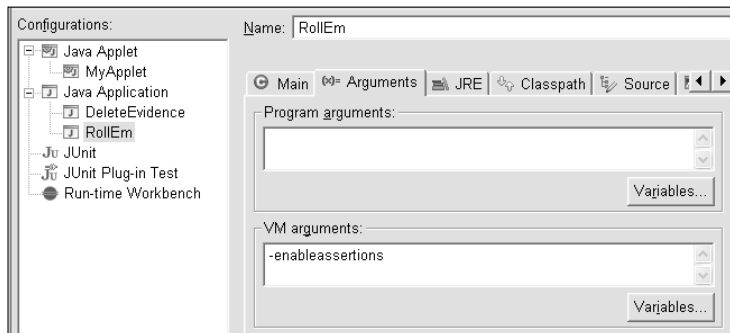 Configurations:
Java Applet
MyApplet
Java Application
DeleteEvidence
RollEm
JUnit
JUnit Plug-in Test
Run-time Workbench
Name: RollEm
Main (x)= Arguments JRE Classpath Source
Program arguments:
Variables...
VM arguments:
-enableassertions
Variables...